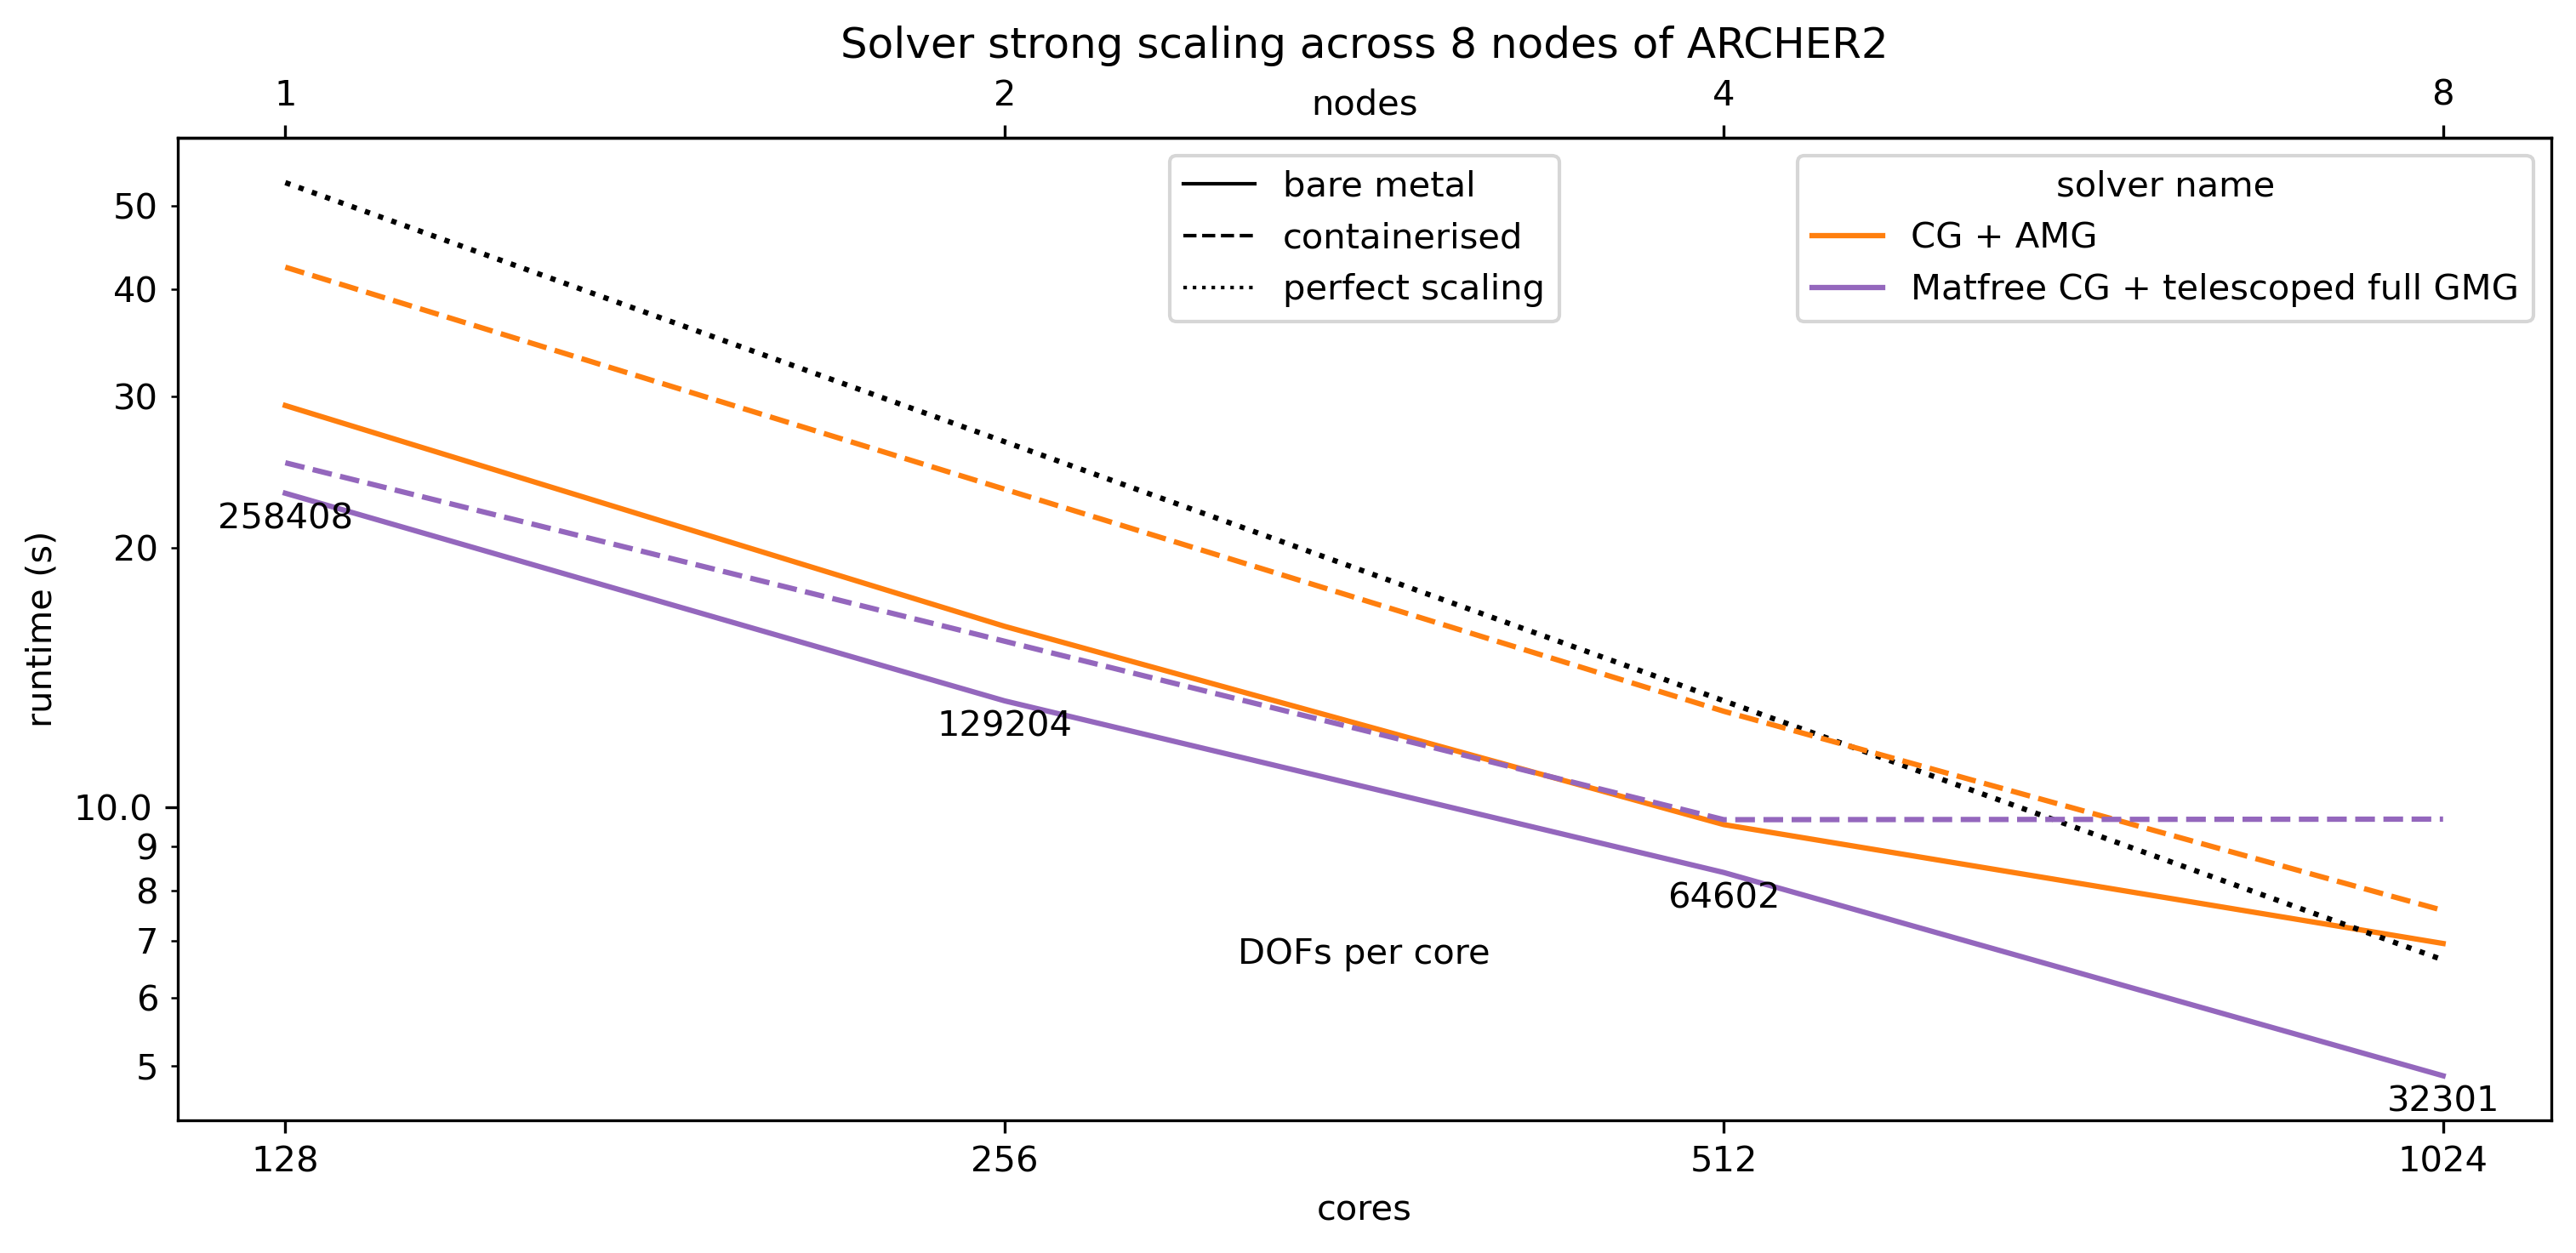 Solver strong scaling across 8 nodes of ARCHER2
1 2 4 8
nodes
bare metal
containerised
perfect scaling
solver name
CG + AMG
Matfree CG + telescoped full GMG
50
40
30
20
10.0
9
8
7
6
5
runtime (s)
258408
129204
64602
32301
DOFs per core
128 256 512 1024
cores